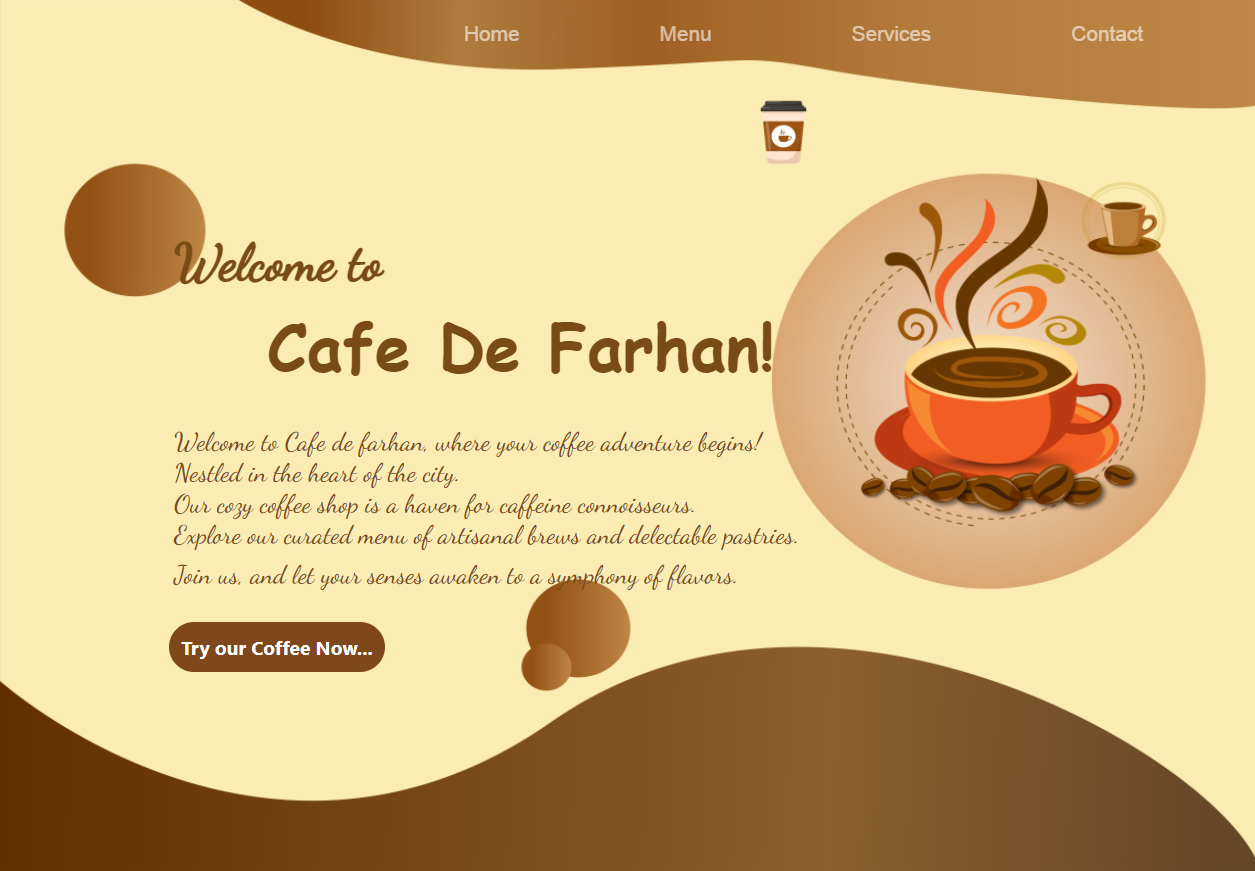 Home Menu Services Contact
Welcome to
Cafe De Farhan!
Welcome to Cafe de farhan, where your coffee adventure begins!
Nestled in the heart of the city.
Our cozy coffee shop is a haven for caffeine connoisseurs.
Explore our curated menu of artisanal brews and delectable pastries.
Join us, and let your senses awaken to a symphony of flavors.
Try our Coffee Now...